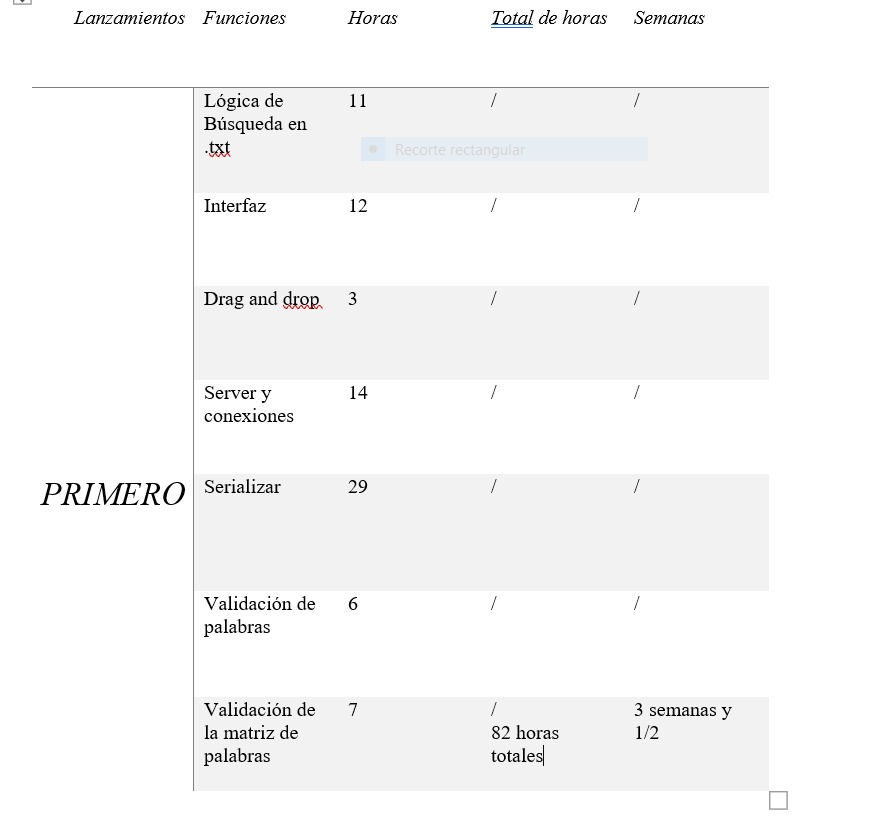 Lanzamientos Funciones Horas Total de horas Semanas
Lógica de 11 / /
Búsqueda en
.txt
Recorte rectangular
Interfaz 12 / /
Drag and drop 3 / /
Server y 14 / /
conexiones
PRIMERO Serializar 29 / /
Validación de 6 / /
palabras
Validación de 7 / 3 semanas y
la matriz de 82 horas 1/2
palabras totales